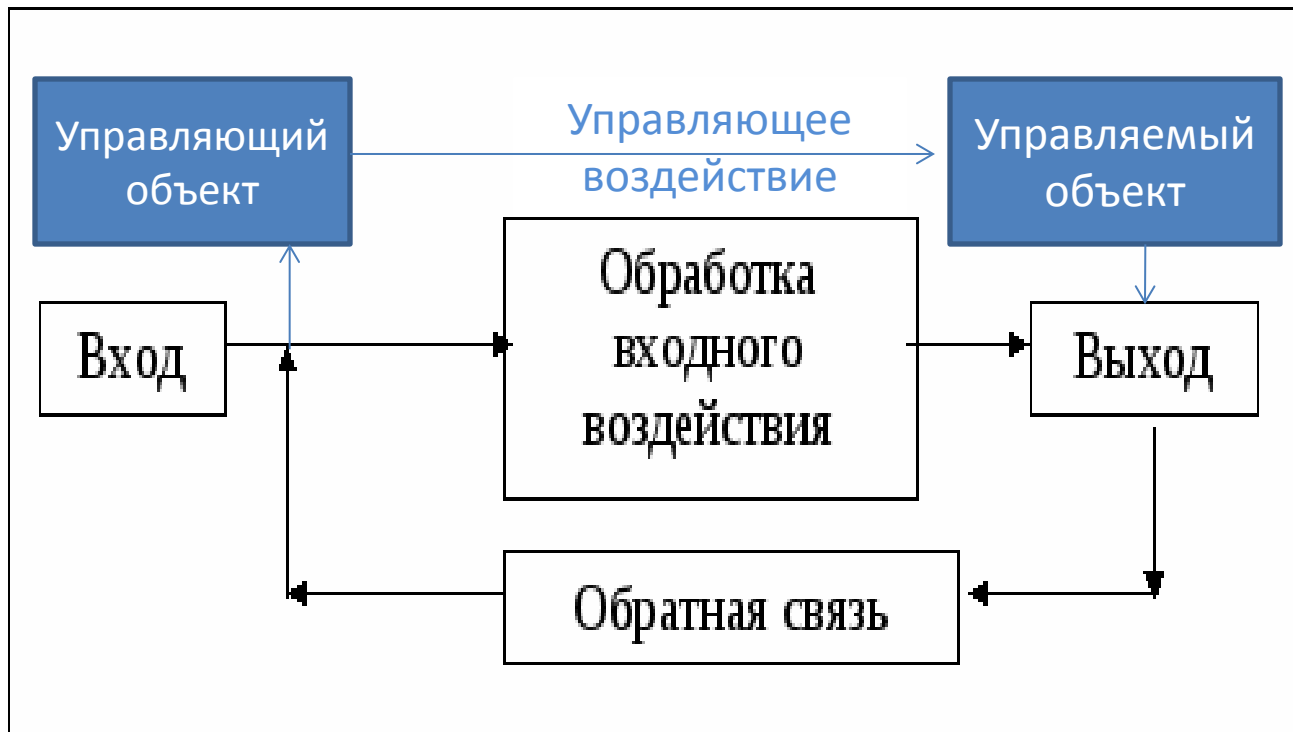 Управляющий
объект
Управляющее
воздействие
Управляемый
объект
Вход
Обработка
входного
воздействия
Выход
Обратная связь